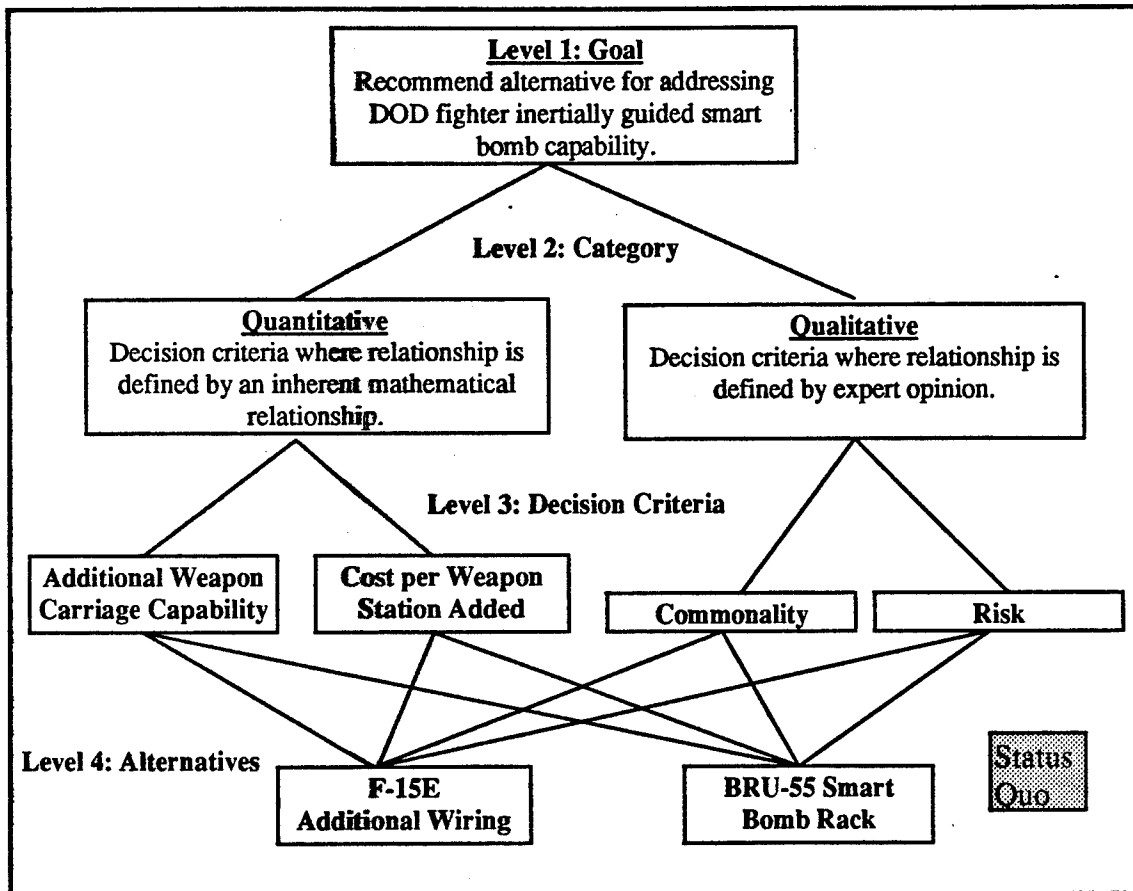 Level 1: Goal
Recommend alternative for addressing
DOD fighter inertially guided smart
bomb capability.
Level 2: Category
Quantitative
Decision criteria where relationship is
defined by an inherent mathematical
relationship.
Qualitative
Decision criteria where relationship is
defined by expert opinion.
Level 3: Decision Criteria
Additional Weapon
Carriage Capability
Cost per Weapon
Station Added
Commonality
Risk
Level 4: Alternatives
F-15E
Additional Wiring
BRU-55 Smart
Bomb Rack
Status
Quo